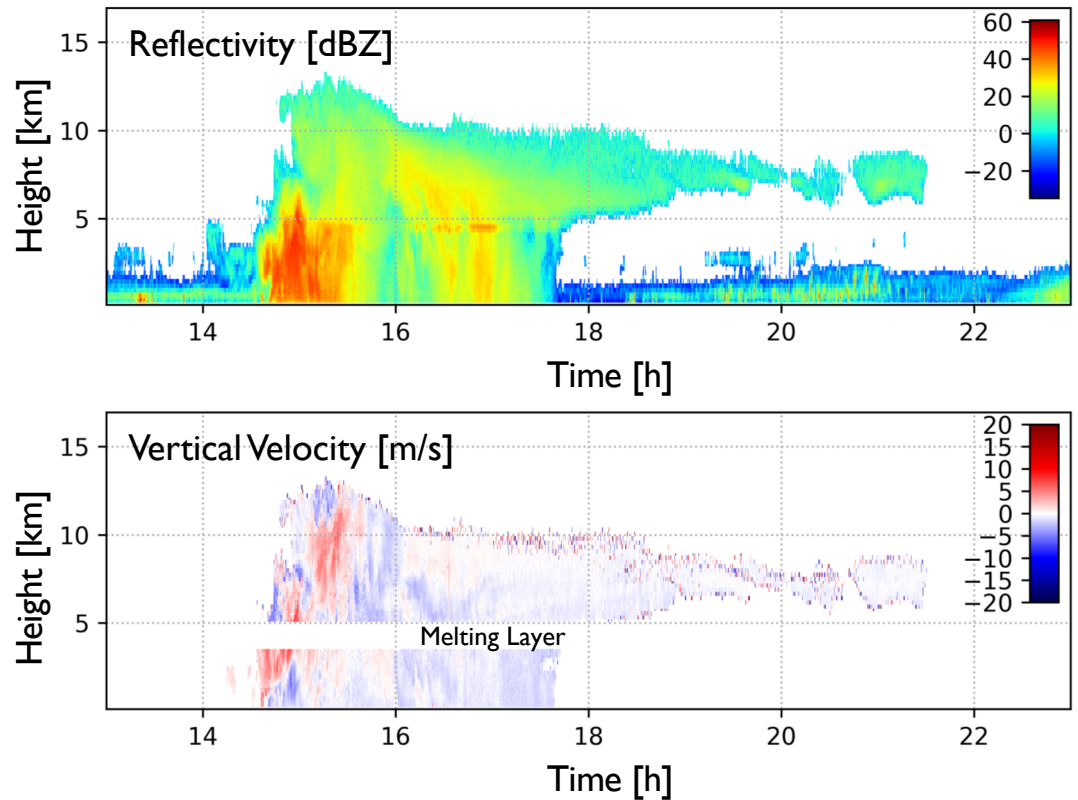 Reflectivity [dBZ]
15
10
5
Height [km]
60
40
20
0
−20
14 16 18 20 22
Time [h]
Vertical Velocity [m/s]
15
10
5
Height [km]
20
15
10
5
0
−5
−10
−15
−20
Melting Layer
14 16 18 20 22
Time [h]